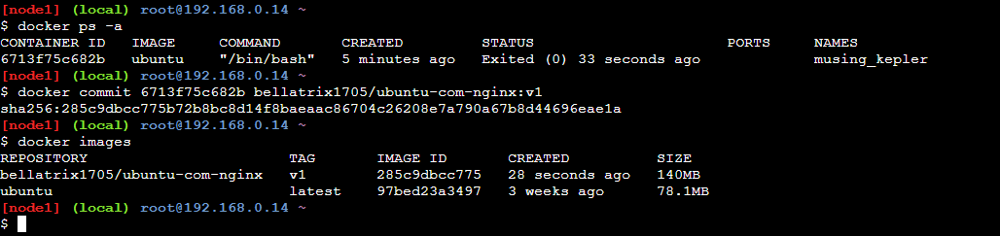 [node1] (local) root@192.168.0.14 ~
$ docker ps -a
CONTAINER ID   IMAGE     COMMAND       CREATED         STATUS                      PORTS     NAMES
6713f75c682b   ubuntu    "/bin/bash"   5 minutes ago   Exited (0) 33 seconds ago             musing_kepler
[node1] (local) root@192.168.0.14 ~
$ docker commit 6713f75c682b bellatrix1705/ubuntu-com-nginx:v1
sha256:285c9dbcc775b72b8bc8d14f8baeaac86704c26208e7a790a67b8d44696eae1a
[node1] (local) root@192.168.0.14 ~
$ docker images
REPOSITORY                       TAG       IMAGE ID       CREATED          SIZE
bellatrix1705/ubuntu-com-nginx   v1        285c9dbcc775   28 seconds ago   140MB
ubuntu                           latest    97bed23a3497   3 weeks ago      78.1MB
[node1] (local) root@192.168.0.14 ~
$